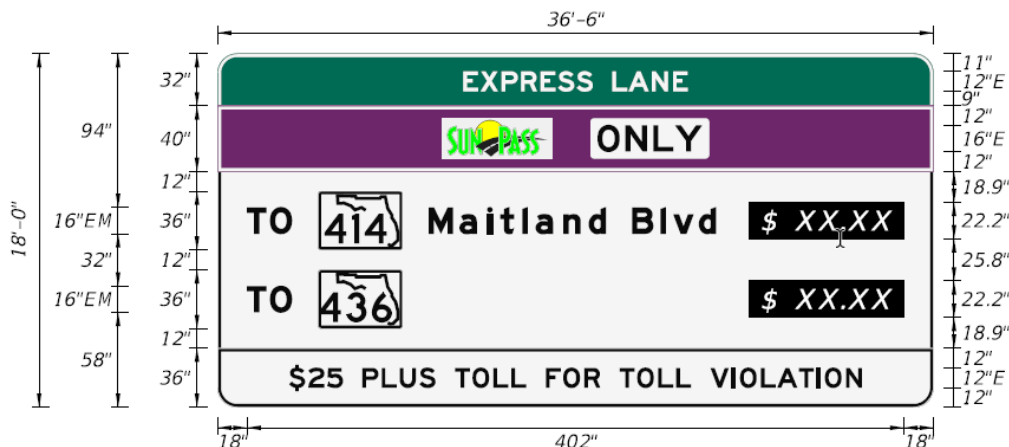 36'-6"
EXPRESS LANE
SUNPASS ONLY
TO 414 Maitland Blvd $ XX.XX
TO 436 $ XX.XX
$25 PLUS TOLL FOR TOLL VIOLATION
18'-0"
94"
16"EM
32"
16"EM
58"
32"
40"
12"
36"
12"
36"
12"
36"
11"
12"E
9"
12"
16"E
12"
18.9"
22.2"
25.8"
22.2"
18.9"
12"
12"E
12"
18" 402" 18"